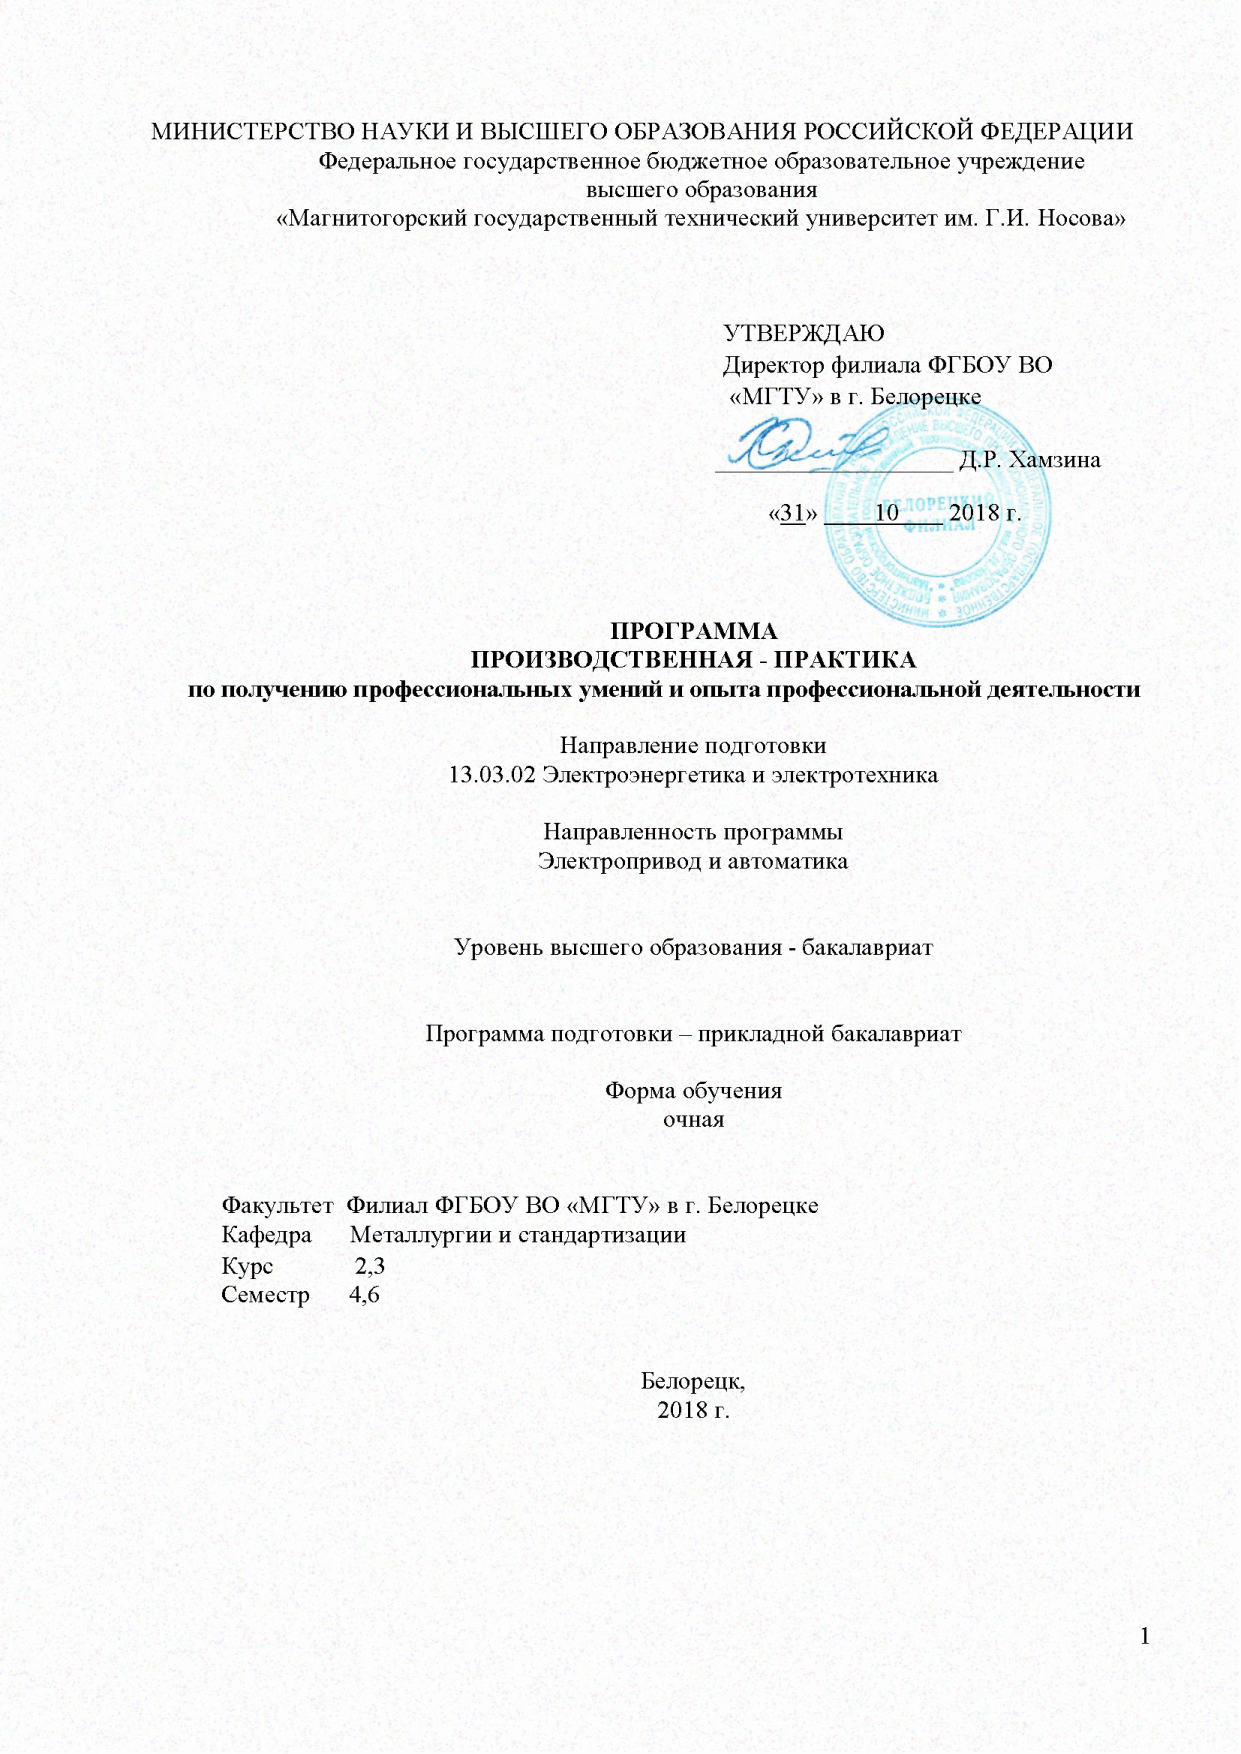 МИНИСТЕРСТВО НАУКИ И ВЫСШЕГО ОБРАЗОВАНИЯ РОССИЙСКОЙ ФЕДЕРАЦИИ
Федеральное государственное бюджетное образовательное учреждение
высшего образования
«Магнитогорский государственный технический университет им. Г.И. Носова»
УТВЕРЖДАЮ
Директор филиала ФГБОУ ВО
«МГТУ» в г. Белорецке
Д.Р. Хамзина
«31» 10 2018 г.
БЕЛОРЕЦКИЙ
ФИЛИАЛ
ПРОГРАММА
ПРОИЗВОДСТВЕННАЯ - ПРАКТИКА
по получению профессиональных умений и опыта профессиональной деятельности
Направление подготовки
13.03.02 Электроэнергетика и электротехника
Направленность программы
Электропривод и автоматика
Уровень высшего образования - бакалавриат
Программа подготовки – прикладной бакалавриат
Форма обучения
очная
Факультет Филиал ФГБОУ ВО «МГТУ» в г. Белорецке
Кафедра Металлургии и стандартизации
Курс 2,3
Семестр 4,6
Белорецк,
2018 г.
1